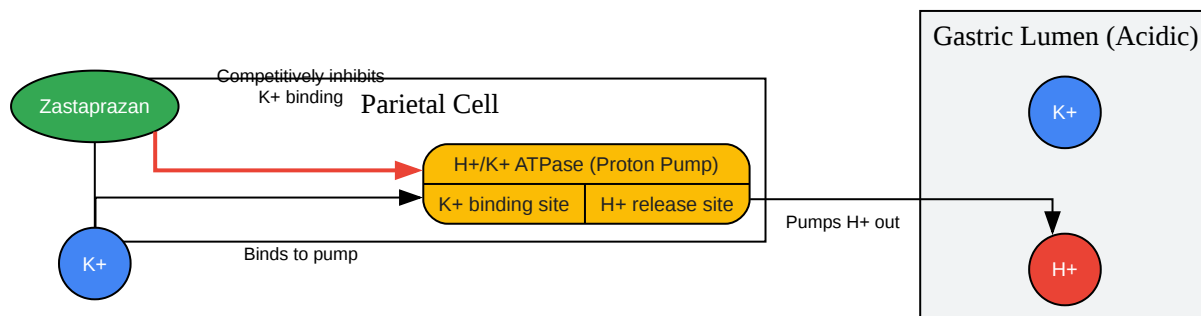 Gastric Lumen (Acidic)
Competitively inhibits
K+ binding
Zastaprazan
Parietal Cell
K+
H+/K+ ATPase (Proton Pump)
K+ binding site
H+ release site
Pumps H+ out
Binds to pump
K+
H+